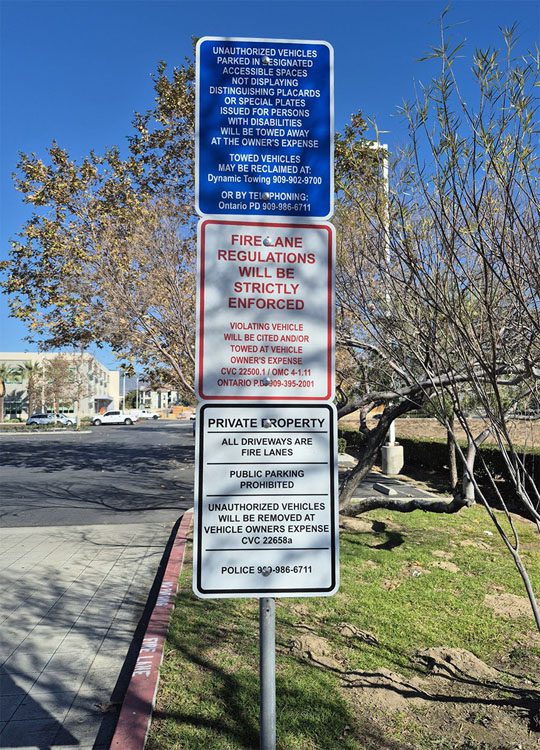 UNAUTHORIZED VEHICLES
PARKED IN DESIGNATED
ACCESSIBLE SPACES
NOT DISPLAYING
DISTINGUISHING PLACARDS
OR SPECIAL PLATES
ISSUED FOR PERSONS
WITH DISABILITIES
WILL BE TOWED AWAY
AT THE OWNER'S EXPENSE
TOWED VEHICLES
MAY BE RECLAIMED AT:
Dynamic Towing 909-902-9700
OR BY TELEPHONING:
Ontario PD 909-986-6711
FIRE LANE
REGULATIONS
WILL BE
STRICTLY
ENFORCED
VIOLATING VEHICLE
WILL BE CITED AND/OR
TOWED AT VEHICLE
OWNER'S EXPENSE
CVC 22500.1 / OMC 4-1.11
ONTARIO P.D. 909-395-2001
PRIVATE PROPERTY
ALL DRIVEWAYS ARE
FIRE LANES
PUBLIC PARKING
PROHIBITED
UNAUTHORIZED VEHICLES
WILL BE REMOVED AT
VEHICLE OWNERS EXPENSE
CVC 22658a
POLICE 909-986-6711
FIRE LANE